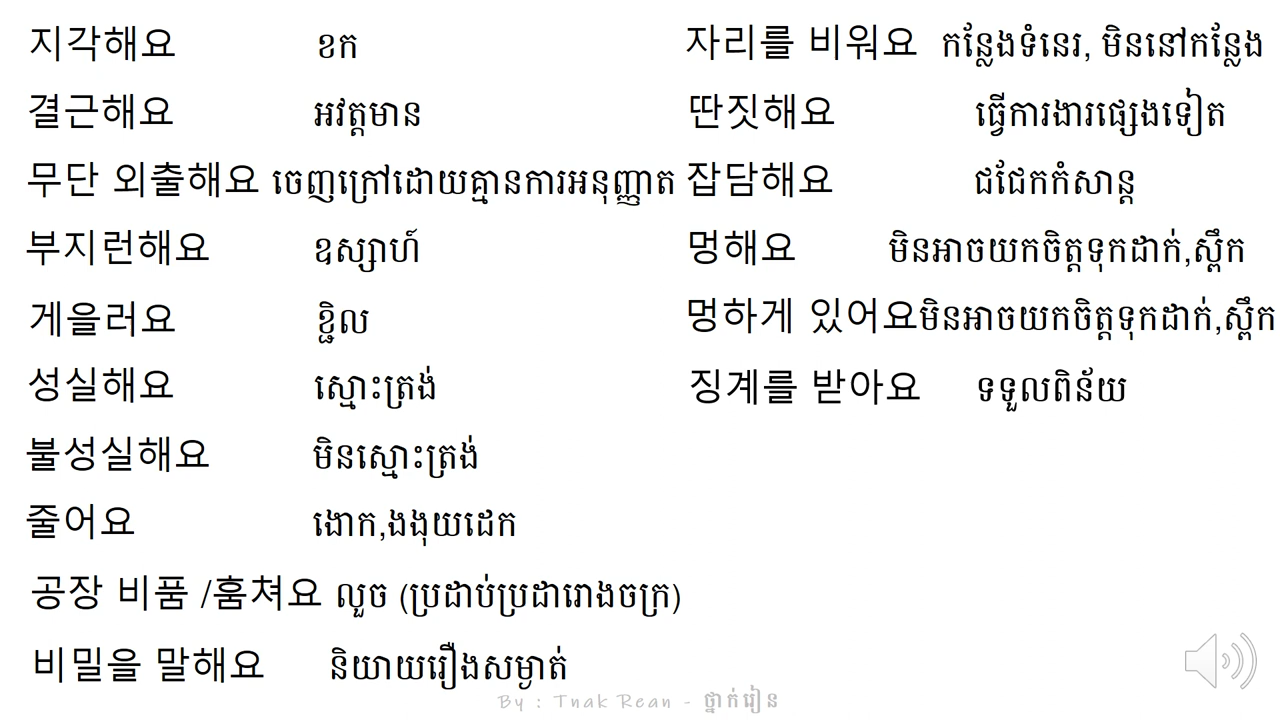 지각해요 ខក
결근해요 អវត្តមាន
무단 외출해요 ចេញក្រៅដោយគ្មានការអនុញ្ញាត
부지런해요 ឧស្សាហ៍
게을러요 ខ្ជិល
성실해요 ស្មោះត្រង់
불성실해요 មិនស្មោះត្រង់
줄어요 ងោក,ងងុយដេក
공장 비품 /훔쳐요 លួច (ប្រដាប់ប្រដារោងចក្រ)
비밀을 말해요 និយាយរឿងសម្ងាត់
자리를 비워요 កន្លែងទំនេរ, មិននៅកន្លែង
딴짓해요 ធ្វើការងារផ្សេងទៀត
잡담해요 ជជែកកំសាន្ត
멍해요 មិនអាចយកចិត្តទុកដាក់,ស្ពឹក
멍하게 있어요 មិនអាចយកចិត្តទុកដាក់,ស្ពឹក
징계를 받아요 ទទួលពិន័យ
By : Tnak Rean - ថ្នាក់រៀន